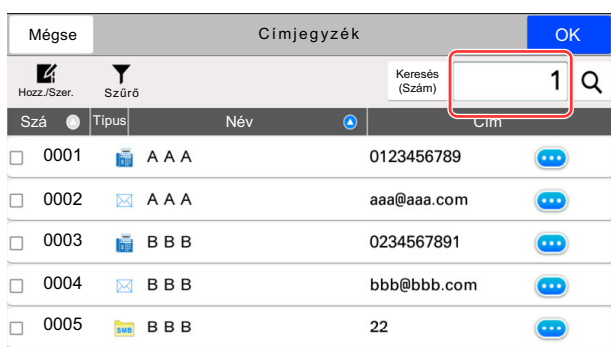 Mégse Címjegyzék OK
Hozz./Szer. Szűrő Keresés (Szám) 1
Szá Típus Név Cím
0001 A A A 0123456789
0002 A A A aaa@aaa.com
0003 B B B 0234567891
0004 B B B bbb@bbb.com
0005 SMB B B B 22